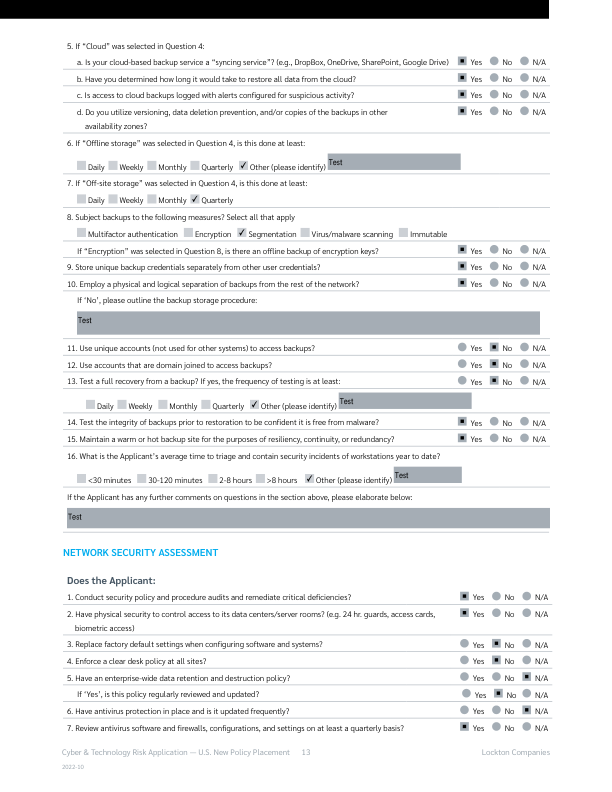 5. If “Cloud” was selected in Question 4:
a. Is your cloud-based backup service a “syncing service”? (e.g., DropBox, OneDrive, SharePoint, Google Drive) Yes No N/A
b. Have you determined how long it would take to restore all data from the cloud? Yes No N/A
c. Is access to cloud backups logged with alerts configured for suspicious activity? Yes No N/A
d. Do you utilize versioning, data deletion prevention, and/or copies of the backups in other Yes No N/A
availability zones?
6. If “Offline storage” was selected in Question 4, is this done at least:
Daily Weekly Monthly Quarterly Other (please identify) Test
7. If “Off-site storage” was selected in Question 4, is this done at least:
Daily Weekly Monthly Quarterly
8. Subject backups to the following measures? Select all that apply
Multifactor authentication Encryption Segmentation Virus/malware scanning Immutable
If “Encryption” was selected in Question 8, is there an offline backup of encryption keys? Yes No N/A
9. Store unique backup credentials separately from other user credentials? Yes No N/A
10. Employ a physical and logical separation of backups from the rest of the network? Yes No N/A
If ‘No’, please outline the backup storage procedure:
Test
11. Use unique accounts (not used for other systems) to access backups? Yes No N/A
12. Use accounts that are domain joined to access backups? Yes No N/A
13. Test a full recovery from a backup? If yes, the frequency of testing is at least: Yes No N/A
Daily Weekly Monthly Quarterly Other (please identify) Test
14. Test the integrity of backups prior to restoration to be confident it is free from malware? Yes No N/A
15. Maintain a warm or hot backup site for the purposes of resiliency, continuity, or redundancy? Yes No N/A
16. What is the Applicant’s average time to triage and contain security incidents of workstations year to date?
<30 minutes 30-120 minutes 2-8 hours >8 hours Other (please identify) Test
If the Applicant has any further comments on questions in the section above, please elaborate below:
Test
NETWORK SECURITY ASSESSMENT
Does the Applicant:
1. Conduct security policy and procedure audits and remediate critical deficiencies? Yes No N/A
2. Have physical security to control access to its data centers/server rooms? (e.g. 24 hr. guards, access cards, Yes No N/A
biometric access)
3. Replace factory default settings when configuring software and systems? Yes No N/A
4. Enforce a clear desk policy at all sites? Yes No N/A
5. Have an enterprise-wide data retention and destruction policy? Yes No N/A
If ‘Yes’, is this policy regularly reviewed and updated? Yes No N/A
6. Have antivirus protection in place and is it updated frequently? Yes No N/A
7. Review antivirus software and firewalls, configurations, and settings on at least a quarterly basis? Yes No N/A
Cyber & Technology Risk Application — U.S. New Policy Placement 13 Lockton Companies
2022-10